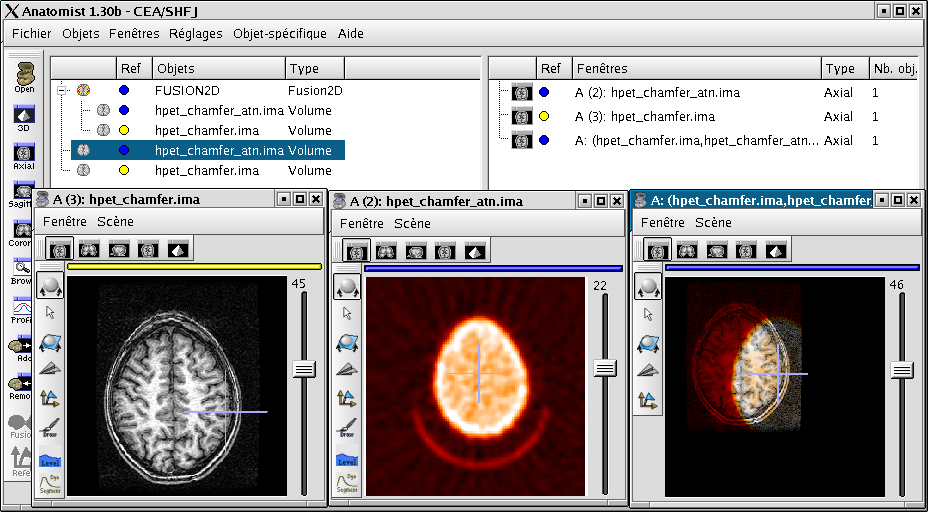 Anatomist 1.30b - CEA/SHFJ
Fichier Objets Fenêtres Réglages Objet-spécifique Aide
Ref Objets Type
Ref Fenêtres Type Nb. obj.
FUSION2D Fusion2D
hpet_chamfer_atn.ima Volume
hpet_chamfer.ima Volume
hpet_chamfer_atn.ima Volume
hpet_chamfer.ima Volume
A (2): hpet_chamfer_atn.ima Axial 1
A (3): hpet_chamfer.ima Axial 1
A: (hpet_chamfer.ima,hpet_chamfer_atn... Axial 1
Open
3D
Axial
Sagitt
Coron
Brow
Profi
Add
Remo
Fusio
Refe
A (3): hpet_chamfer.ima
Fenêtre Scène
45
Draw
Level
Dyn
Segment
A (2): hpet_chamfer_atn.ima
Fenêtre Scène
22
Draw
Level
Dyn
Segment
A: (hpet_chamfer.ima,hpet_chamfer_
Fenêtre Scène
46